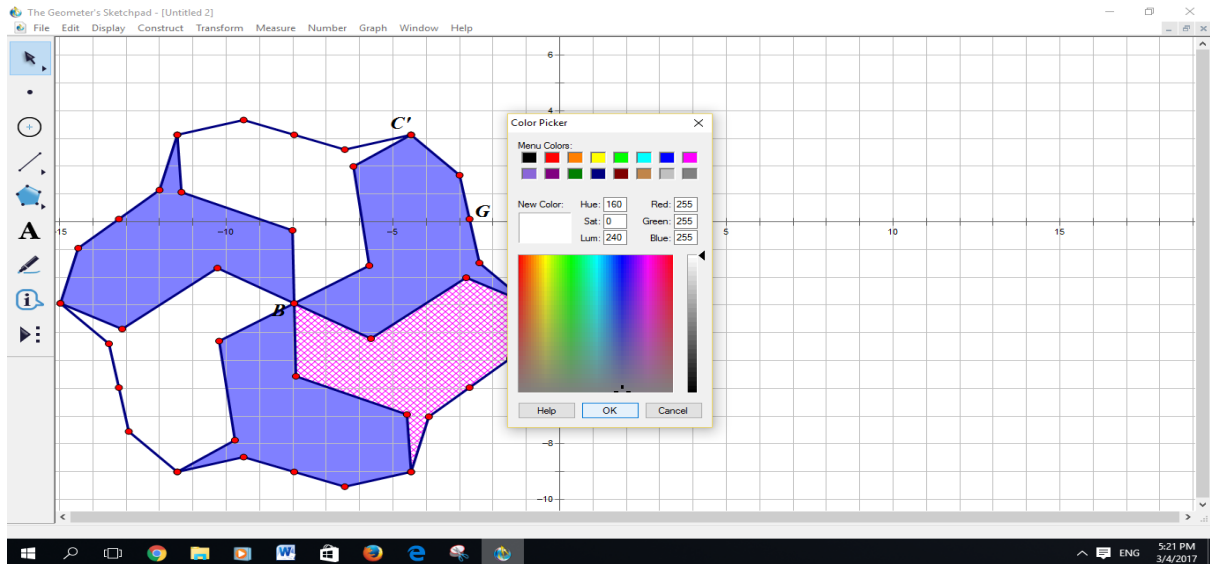 The Geometer's Sketchpad - [Untitled 2]
File Edit Display Construct Transform Measure Number Graph Window Help
6
4
C'
G
-15
-10
-5
5
10
15
B
-8
-10
A
Color Picker
Menu Colors:
New Color:
Hue: 160
Red: 255
Sat: 0
Green: 255
Lum: 240
Blue: 255
Help
OK
Cancel
ENG
5:21 PM
3/4/2017